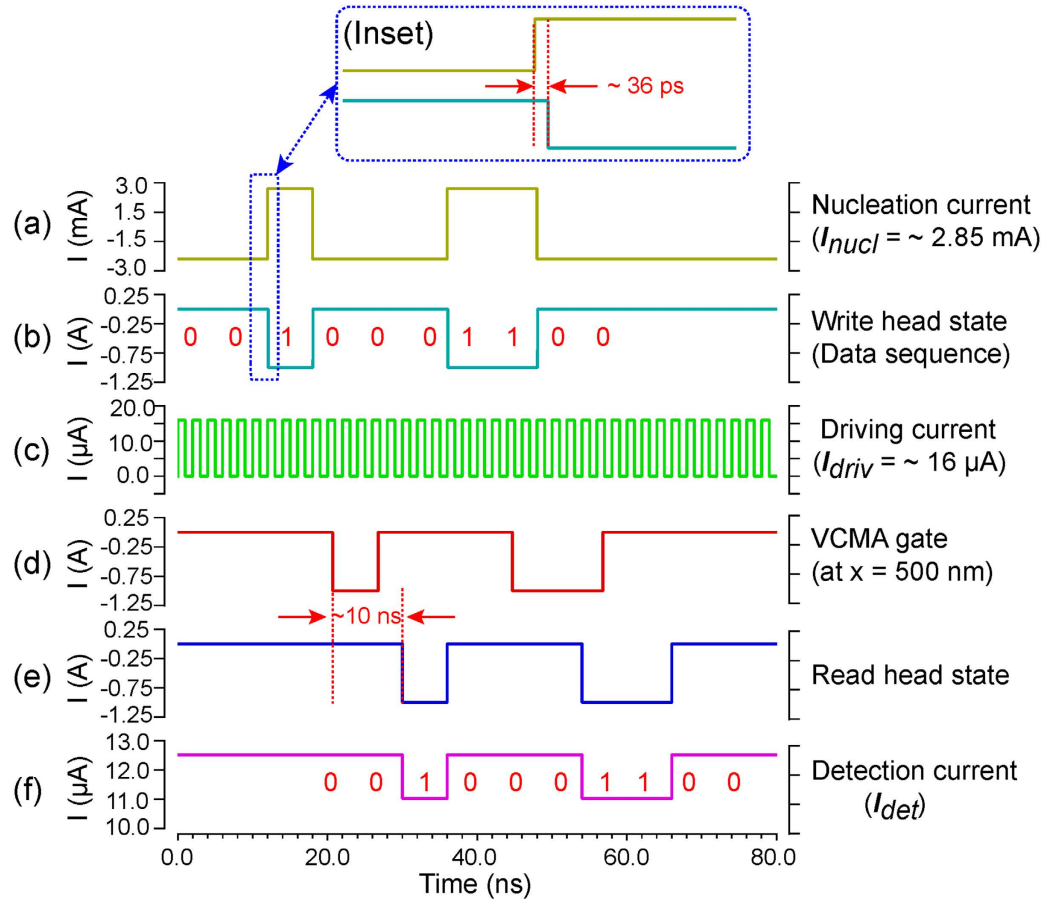 (Inset)
~ 36 ps
(a)
I (mA)
3.0
1.5
-1.5
-3.0
Nucleation current
(Inucl = ~ 2.85 mA)
(b)
I (A)
0.25
-0.25
-0.75
-1.25
0 0 1 0 0 0 1 1 0 0
Write head state
(Data sequence)
(c)
I (µA)
20.0
10.0
0.0
Driving current
(Idriv = ~ 16 µA)
(d)
I (A)
0.25
-0.25
-0.75
-1.25
VCMA gate
(at x = 500 nm)
~10 ns
(e)
I (A)
0.25
-0.25
-0.75
-1.25
Read head state
(f)
I (µA)
13.0
12.0
11.0
10.0
0 0 1 0 0 0 1 1 0 0
Detection current
(Idet)
0.0 20.0 40.0 60.0 80.0
Time (ns)